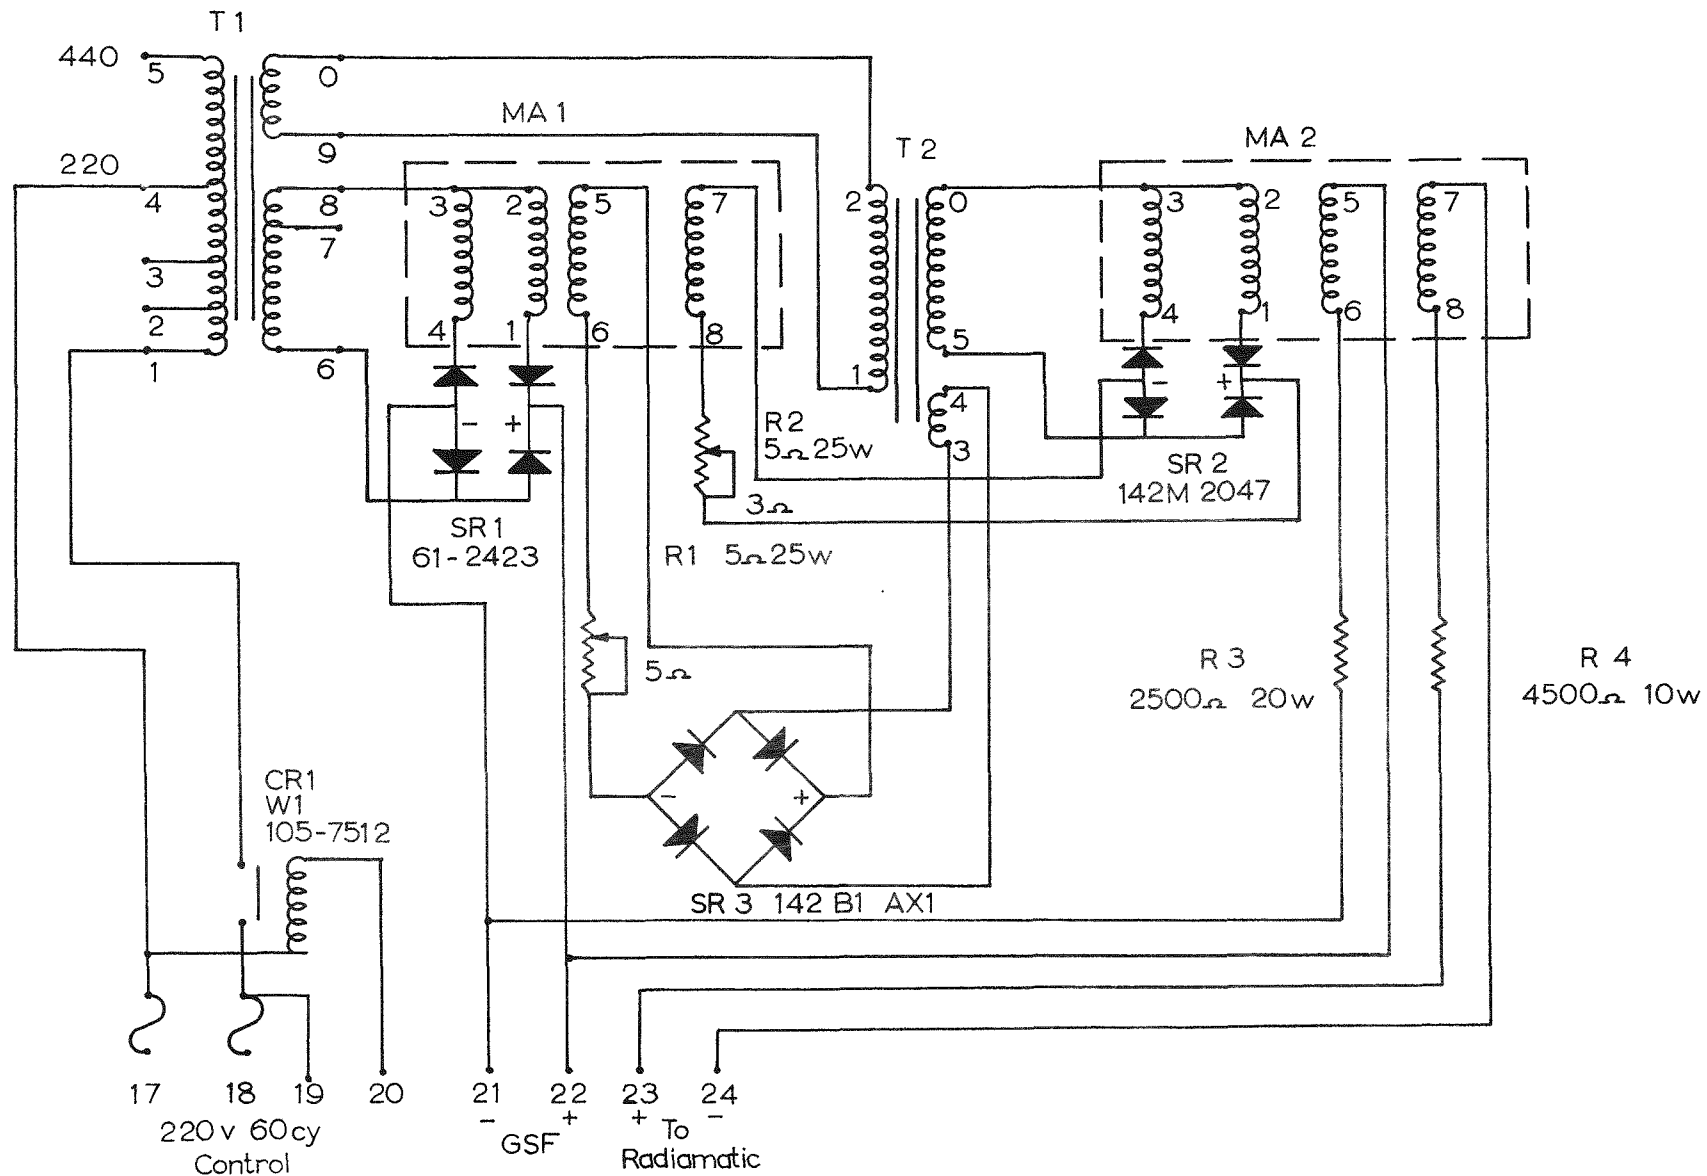 T 1
440
5
0
MA 1
9
220
4
8
7
3
2
1
6
3
2
5
7
4
1
6
8
T 2
2
0
1
5
4
3
MA 2
3
2
5
7
4
1
6
8
- +
SR 1
61-2423
R2
5Ω 25w
3Ω
- +
SR 2
142M 2047
R1 5Ω 25w
5Ω
R 3
2500Ω 20w
R 4
4500Ω 10w
CR1
W1
105-7512
- +
SR 3 142 B1 AX1
17 18 19 20 21 22 23 24
- + + -
220v 60cy
Control
GSF
To
Radiamatic